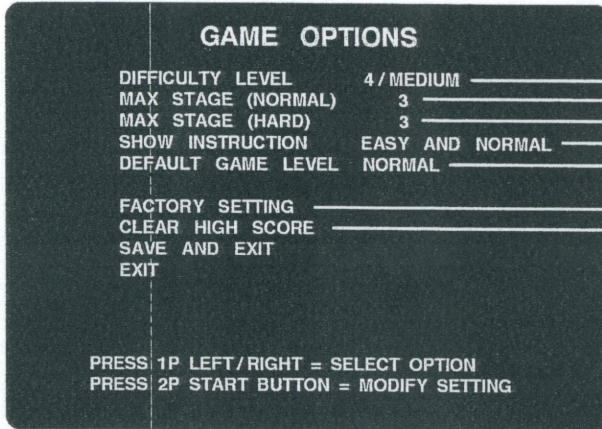 GAME OPTIONS
DIFFICULTY LEVEL 4/MEDIUM
MAX STAGE (NORMAL) 3
MAX STAGE (HARD) 3
SHOW INSTRUCTION EASY AND NORMAL
DEFAULT GAME LEVEL NORMAL
FACTORY SETTING
CLEAR HIGH SCORE
SAVE AND EXIT
EXIT
PRESS 1P LEFT/RIGHT = SELECT OPTION
PRESS 2P START BUTTON = MODIFY SETTING